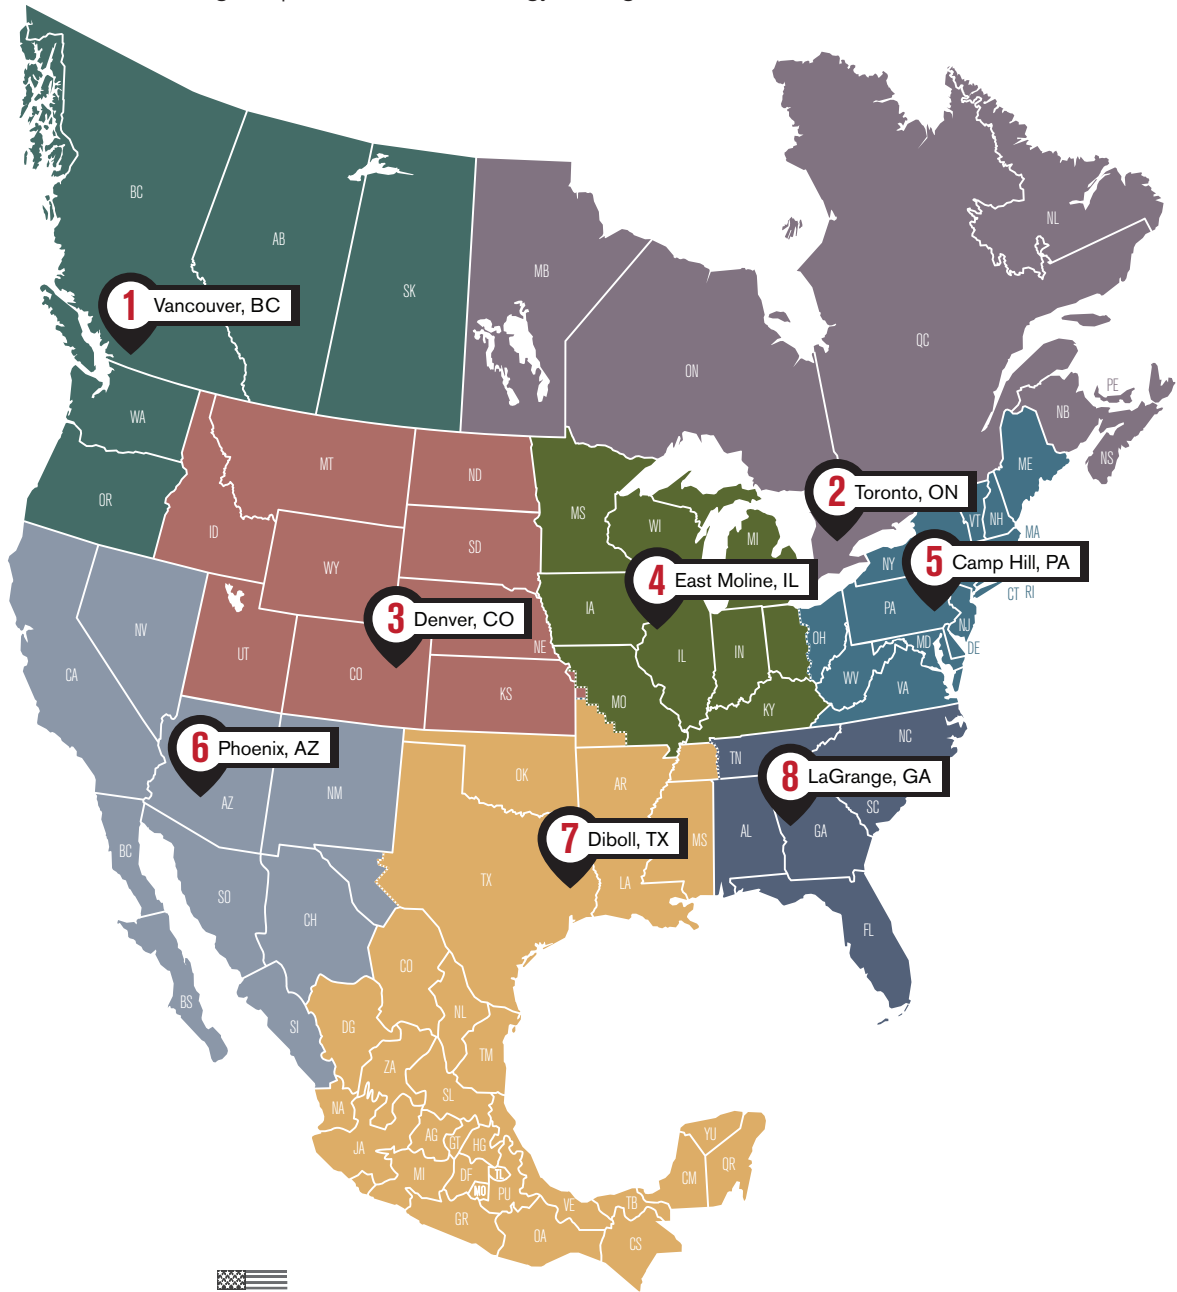 BC
AB
SK
MB
NL
QC
ON
1 Vancouver, BC
PE
NB
NS
WA
OR
MT
ND
ID
WY
SD
MS
WI
MI
ME
2 Toronto, ON
VT
NH
MA
NY
5 Camp Hill, PA
CT
RI
4 East Moline, IL
3 Denver, CO
NV
CA
UT
CO
NE
KS
IA
IL
IN
MO
KY
OH
PA
NJ
MD
DE
WV
VA
6 Phoenix, AZ
AZ
NM
OK
AR
TN
NC
8 LaGrange, GA
SC
7 Diboll, TX
MS
AL
GA
TX
LA
FL
BC
SO
CH
CO
BS
SI
DG
NL
ZA
TM
NA
SL
JA
AG
GT
HG
MI
DF
TL
MO
PU
GR
OA
VE
TB
CS
CM
YU
QR